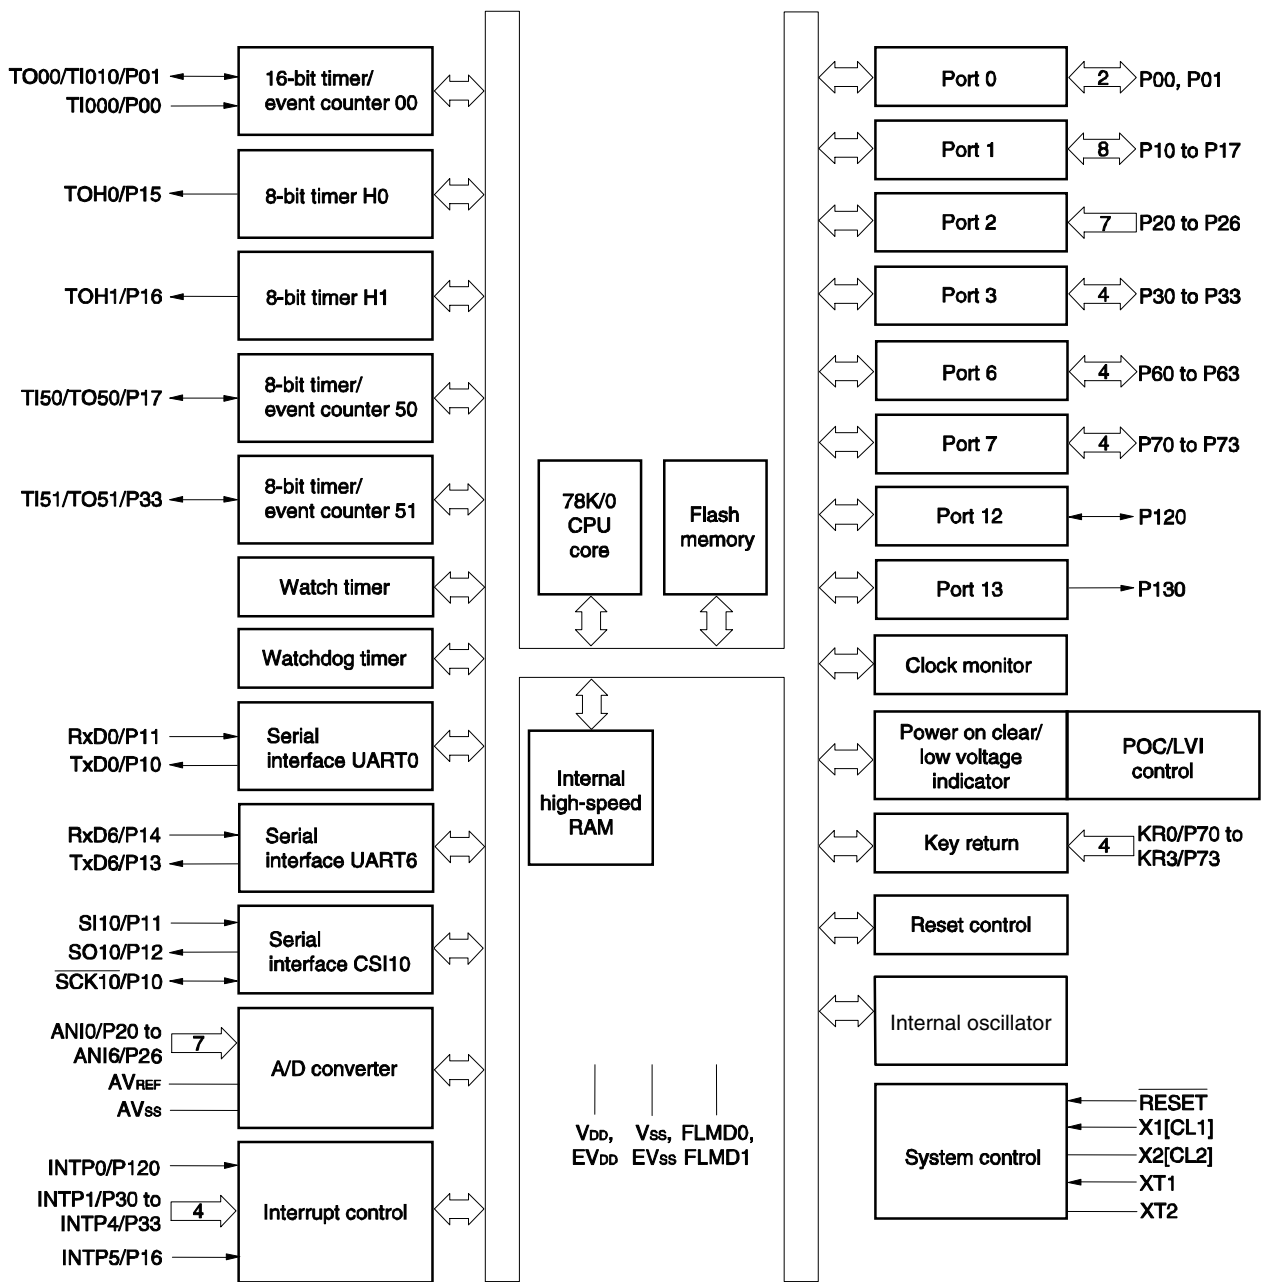 TO00/TI010/P01
TI000/P00
16-bit timer/
event counter 00
TOH0/P15
8-bit timer H0
TOH1/P16
8-bit timer H1
TI50/TO50/P17
8-bit timer/
event counter 50
TI51/TO51/P33
8-bit timer/
event counter 51
Watch timer
Watchdog timer
RxD0/P11
TxD0/P10
Serial
interface UART0
RxD6/P14
TxD6/P13
Serial
interface UART6
SI10/P11
SO10/P12
SCK10/P10
Serial
interface CSI10
ANI0/P20 to
ANI6/P26
7
AVREF
AVSS
A/D converter
INTP0/P120
INTP1/P30 to
INTP4/P33
4
INTP5/P16
Interrupt control
78K/0
CPU
core
Flash
memory
Internal
high-speed
RAM
VDD,
EVDD
VSS,
EVSS
FLMD0,
FLMD1
Port 0
2
P00, P01
Port 1
8
P10 to P17
Port 2
7
P20 to P26
Port 3
4
P30 to P33
Port 6
4
P60 to P63
Port 7
4
P70 to P73
Port 12
P120
Port 13
P130
Clock monitor
Power on clear/
low voltage
indicator
POC/LVI
control
Key return
4
KR0/P70 to
KR3/P73
Reset control
Internal oscillator
System control
RESET
X1[CL1]
X2[CL2]
XT1
XT2